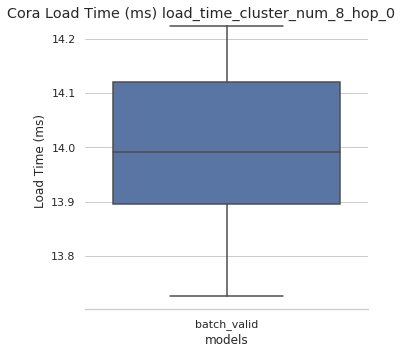 Cora Load Time (ms) load_time_cluster_num_8_hop_0
14.2
14.1
14.0
13.9
13.8
Load Time (ms)
batch_valid
models